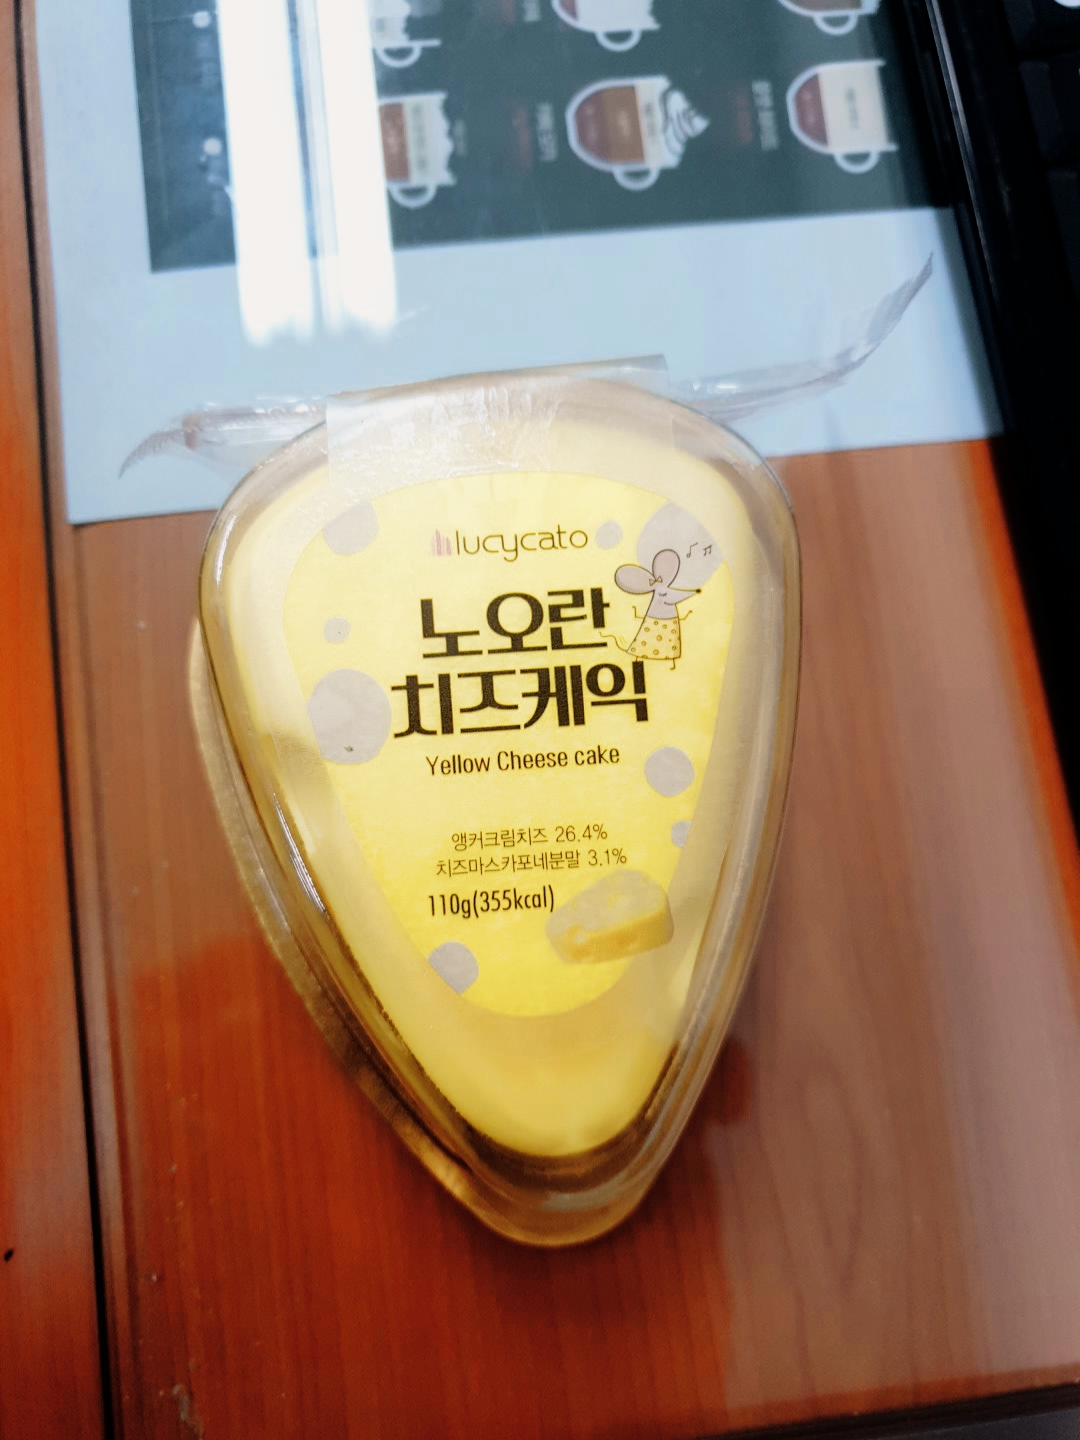 lucycato
노오란
치즈케익
Yellow Cheese cake
앵커크림치즈 26.4%
치즈마스카포네분말 3.1%
110g(355kcal)